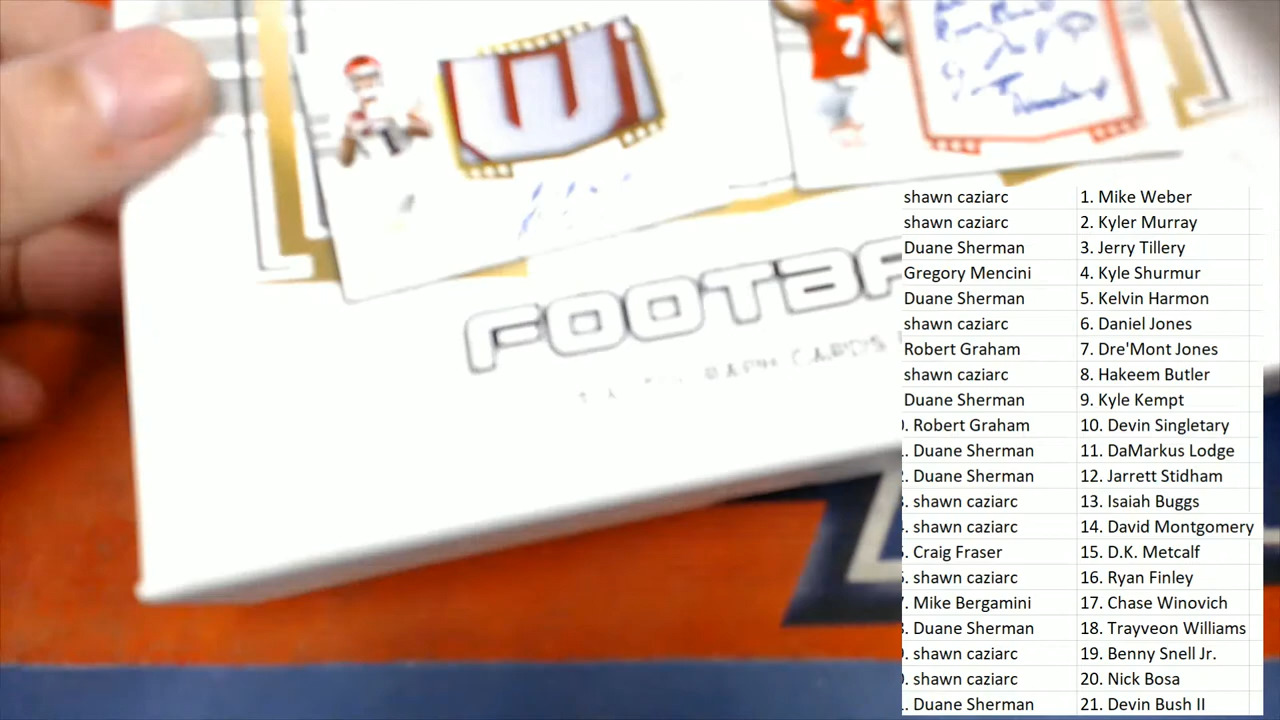 7
FOOTBA
shawn caziarc 1. Mike Weber
shawn caziarc 2. Kyler Murray
Duane Sherman 3. Jerry Tillery
Gregory Mencini 4. Kyle Shurmur
Duane Sherman 5. Kelvin Harmon
shawn caziarc 6. Daniel Jones
Robert Graham 7. Dre'Mont Jones
shawn caziarc 8. Hakeem Butler
Duane Sherman 9. Kyle Kempt
. Robert Graham 10. Devin Singletary
. Duane Sherman 11. DaMarkus Lodge
. Duane Sherman 12. Jarrett Stidham
. shawn caziarc 13. Isaiah Buggs
. shawn caziarc 14. David Montgomery
. Craig Fraser 15. D.K. Metcalf
. shawn caziarc 16. Ryan Finley
. Mike Bergamini 17. Chase Winovich
. Duane Sherman 18. Trayveon Williams
. shawn caziarc 19. Benny Snell Jr.
. shawn caziarc 20. Nick Bosa
. Duane Sherman 21. Devin Bush II